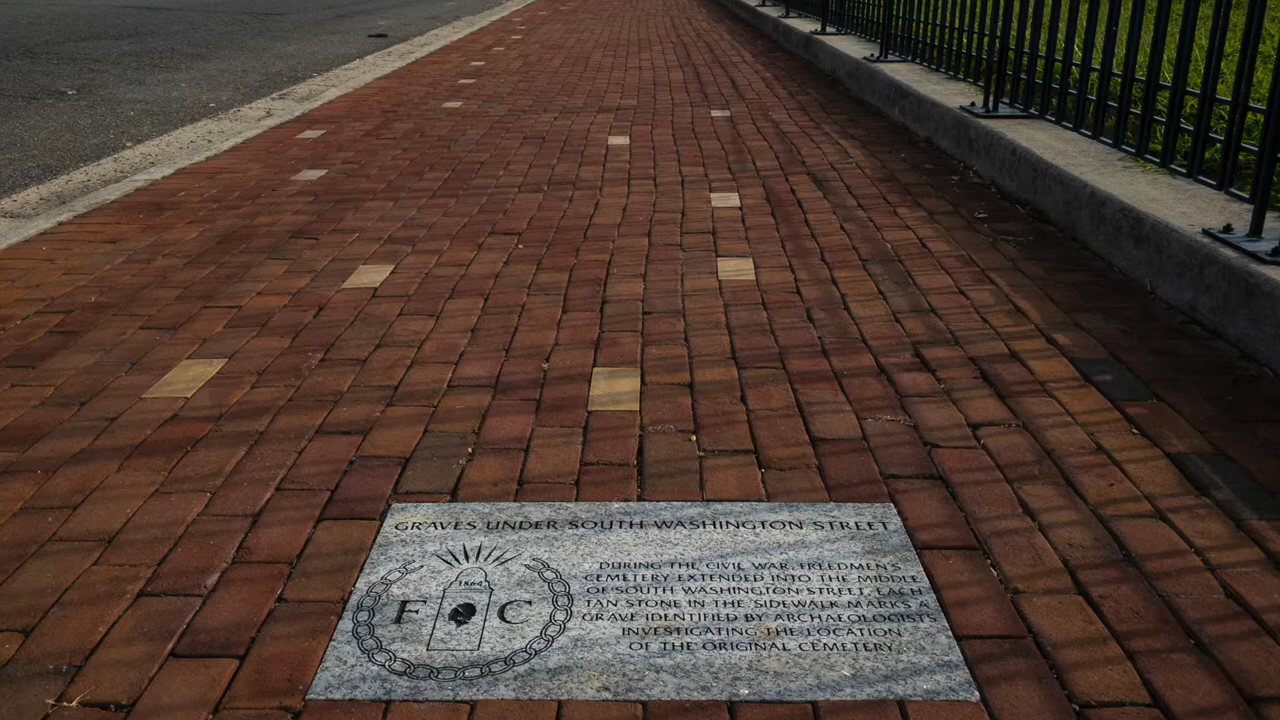 GRAVES UNDER SOUTH WASHINGTON STREET
1864
F C
DURING THE CIVIL WAR, FREEDMEN'S
CEMETERY EXTENDED INTO THE MIDDLE
OF SOUTH WASHINGTON STREET. EACH
TAN STONE IN THE SIDEWALK MARKS A
GRAVE IDENTIFIED BY ARCHAEOLOGISTS
INVESTIGATING THE LOCATION
OF THE ORIGINAL CEMETERY.